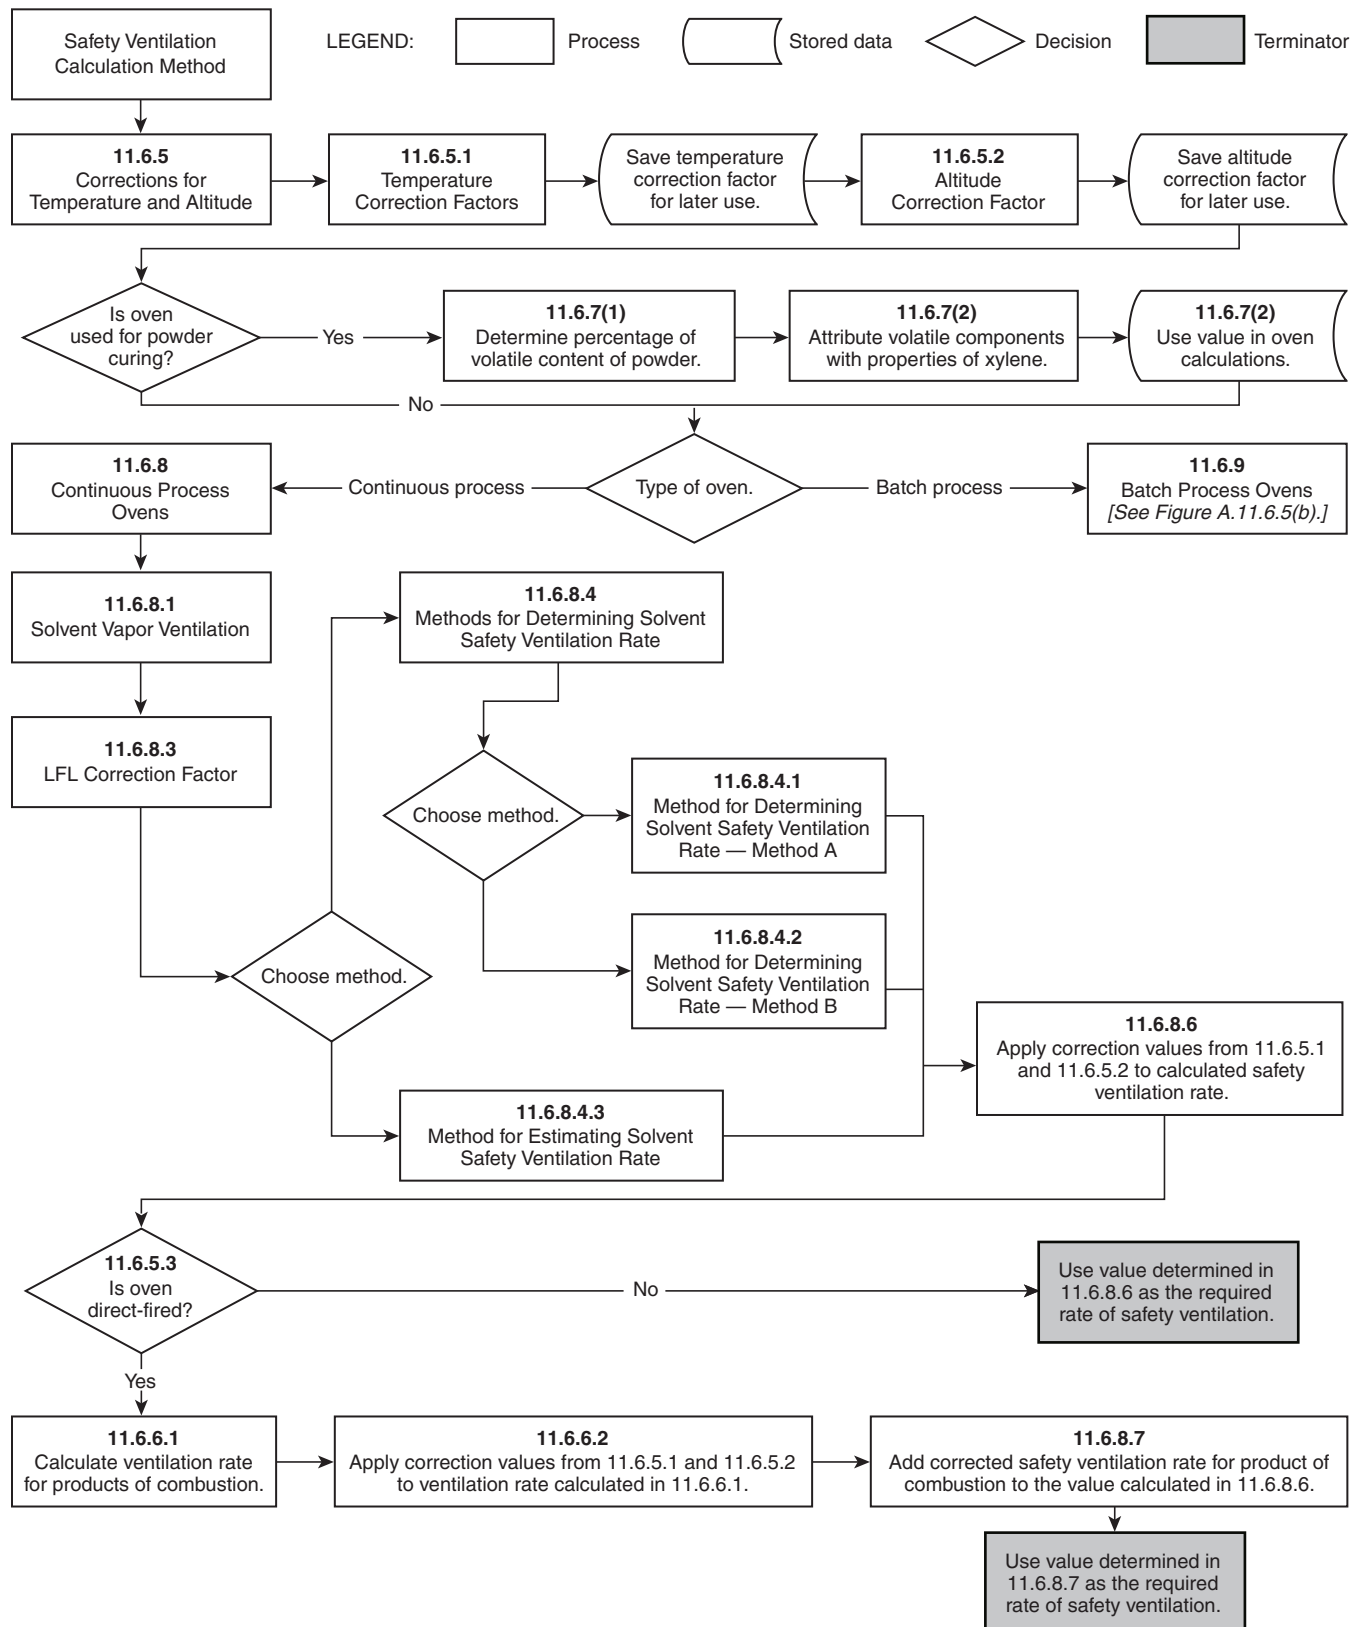 Safety Ventilation
Calculation Method
LEGEND:
Process
Stored data
Decision
Terminator
11.6.5
Corrections for
Temperature and Altitude
11.6.5.1
Temperature
Correction Factors
Save temperature
correction factor
for later use.
11.6.5.2
Altitude
Correction Factor
Save altitude
correction factor
for later use.
Is oven
used for powder
curing?
Yes
11.6.7(1)
Determine percentage of
volatile content of powder.
11.6.7(2)
Attribute volatile components
with properties of xylene.
11.6.7(2)
Use value in oven
calculations.
No
11.6.8
Continuous Process
Ovens
Continuous process
Type of oven.
Batch process
11.6.9
Batch Process Ovens
[See Figure A.11.6.5(b).]
11.6.8.1
Solvent Vapor Ventilation
11.6.8.4
Methods for Determining Solvent
Safety Ventilation Rate
11.6.8.3
LFL Correction Factor
Choose method.
11.6.8.4.1
Method for Determining
Solvent Safety Ventilation
Rate — Method A
Choose method.
11.6.8.4.2
Method for Determining
Solvent Safety Ventilation
Rate — Method B
11.6.8.6
Apply correction values from 11.6.5.1
and 11.6.5.2 to calculated safety
ventilation rate.
11.6.8.4.3
Method for Estimating Solvent
Safety Ventilation Rate
11.6.5.3
Is oven
direct-fired?
No
Use value determined in
11.6.8.6 as the required
rate of safety ventilation.
Yes
11.6.6.1
Calculate ventilation rate
for products of combustion.
11.6.6.2
Apply correction values from 11.6.5.1 and 11.6.5.2
to ventilation rate calculated in 11.6.6.1.
11.6.8.7
Add corrected safety ventilation rate for product of
combustion to the value calculated in 11.6.8.6.
Use value determined in
11.6.8.7 as the required
rate of safety ventilation.